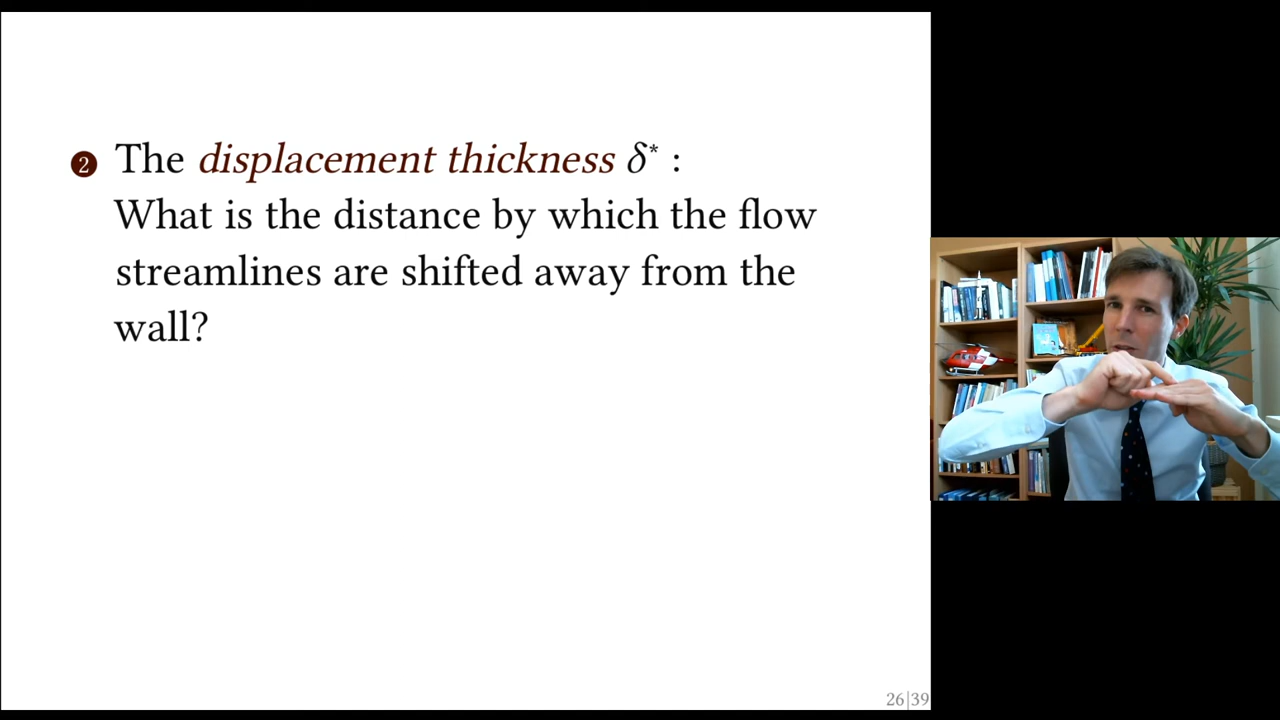 2 The displacement thickness δ* :
What is the distance by which the flow
streamlines are shifted away from the
wall?
26|39